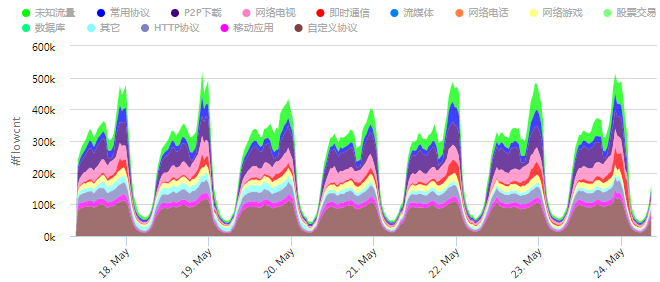 未知流量 常用协议 P2P下载 网络电视 即时通信 流媒体 网络电话 网络游戏 股票交易
数据库 其它 HTTP协议 移动应用 自定义协议
600k
500k
400k
300k
200k
100k
0k
#flowcnt
18. May 19. May 20. May 21. May 22. May 23. May 24. May